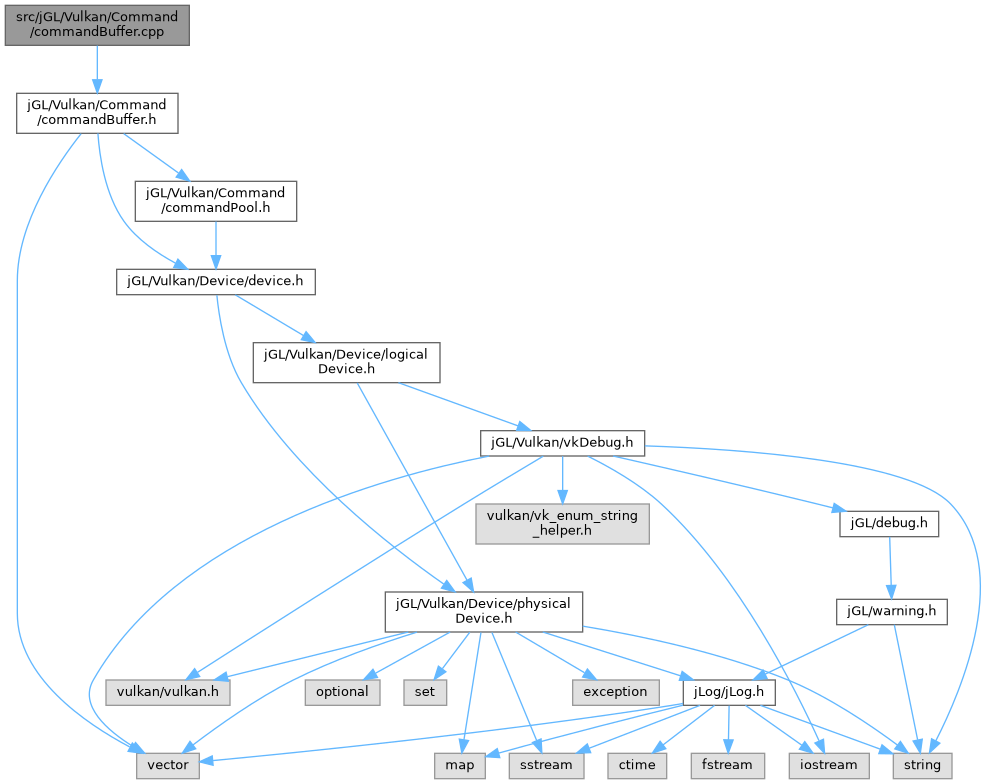 src/jGL/Vulkan/Command
/commandBuffer.cpp
jGL/Vulkan/Command
/commandBuffer.h
jGL/Vulkan/Command
/commandPool.h
jGL/Vulkan/Device/device.h
jGL/Vulkan/Device/logical
Device.h
jGL/Vulkan/vkDebug.h
vulkan/vk_enum_string
_helper.h
jGL/debug.h
jGL/Vulkan/Device/physical
Device.h
jGL/warning.h
vulkan/vulkan.h
optional
set
exception
jLog/jLog.h
vector
map
sstream
ctime
fstream
iostream
string